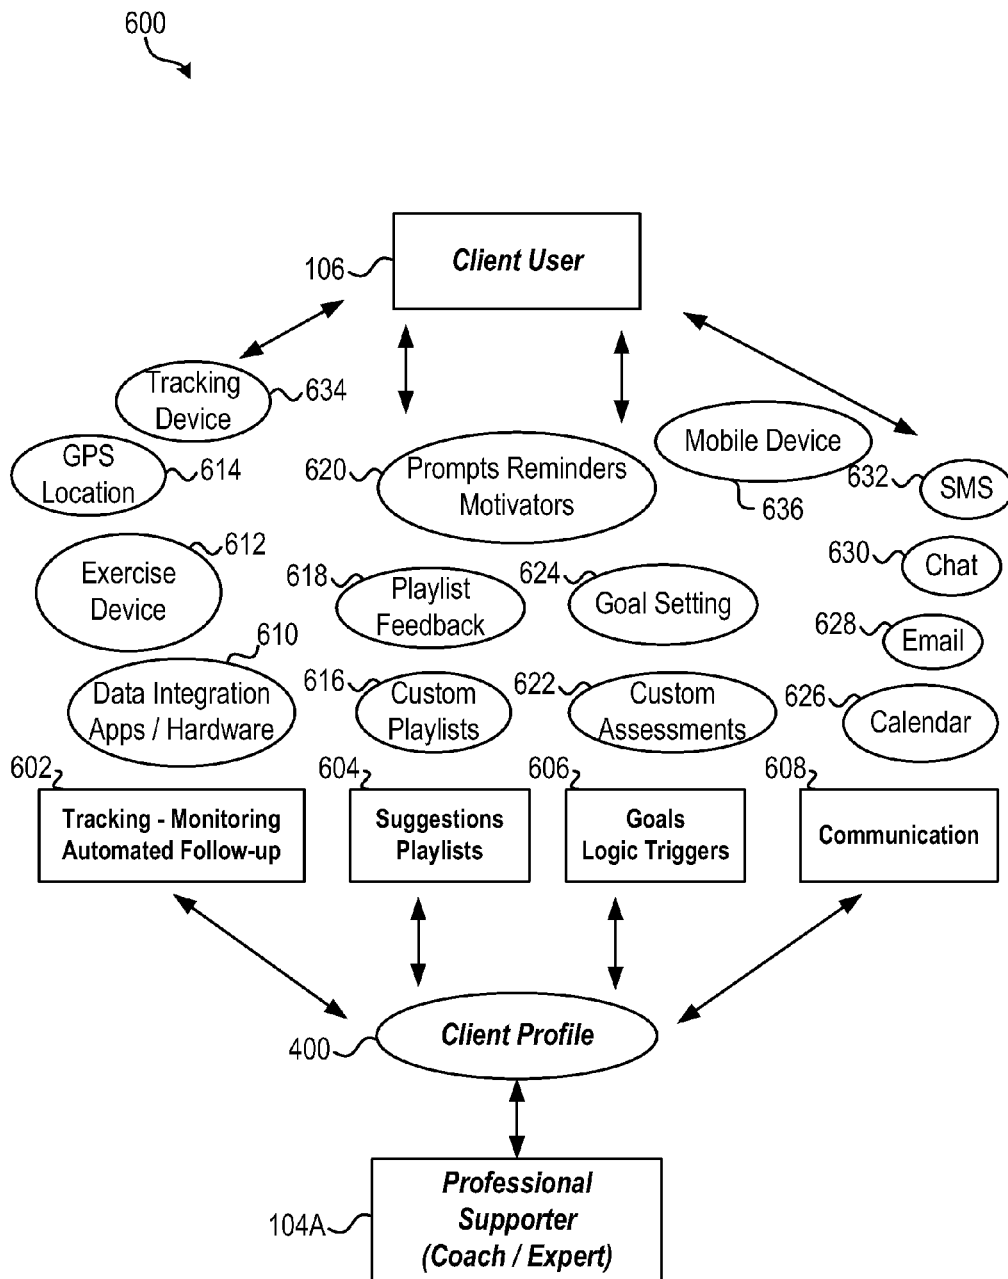 600
106
Client User
Tracking
Device
634
GPS
Location
614
620
Prompts Reminders
Motivators
Mobile Device
636
632
SMS
612
Exercise
Device
618
Playlist
Feedback
624
Goal Setting
630
Chat
628
Email
610
Data Integration
Apps / Hardware
616
Custom
Playlists
622
Custom
Assessments
626
Calendar
602
Tracking - Monitoring
Automated Follow-up
604
Suggestions
Playlists
606
Goals
Logic Triggers
608
Communication
400
Client Profile
104A
Professional
Supporter
(Coach / Expert)